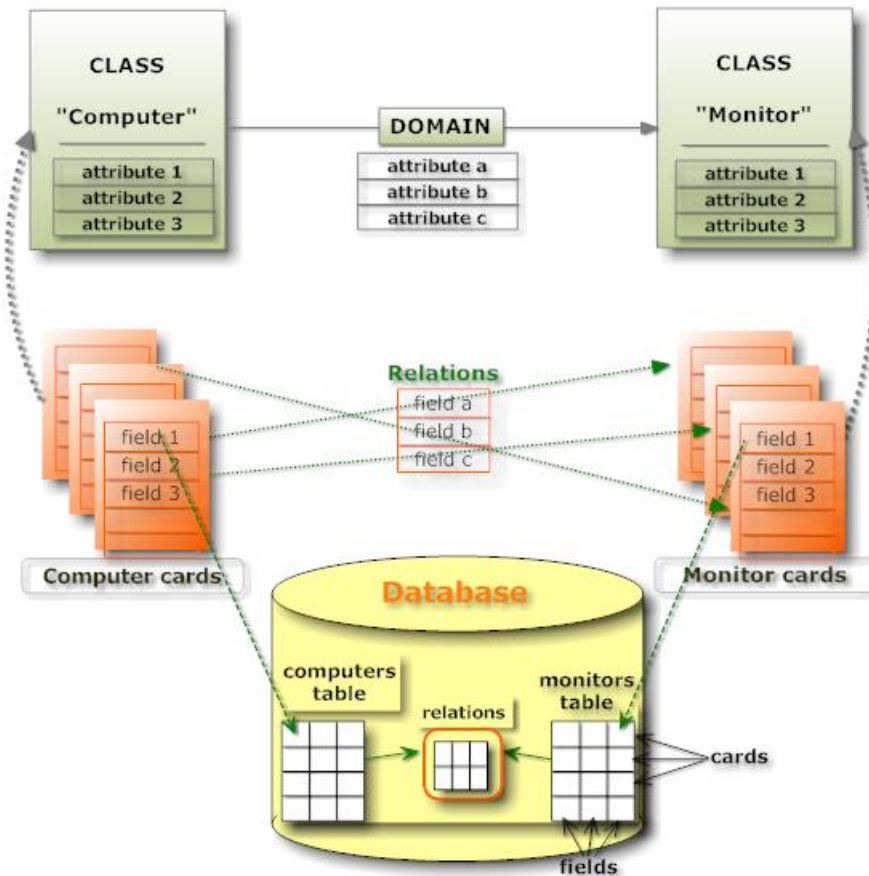 CLASS
"Computer"
attribute 1
attribute 2
attribute 3
DOMAIN
attribute a
attribute b
attribute c
CLASS
"Monitor"
attribute 1
attribute 2
attribute 3
Relations
field a
field b
field c
field 1
field 2
field 3
Computer cards
field 1
field 2
field 3
Monitor cards
Database
computers
table
relations
monitors
table
cards
fields